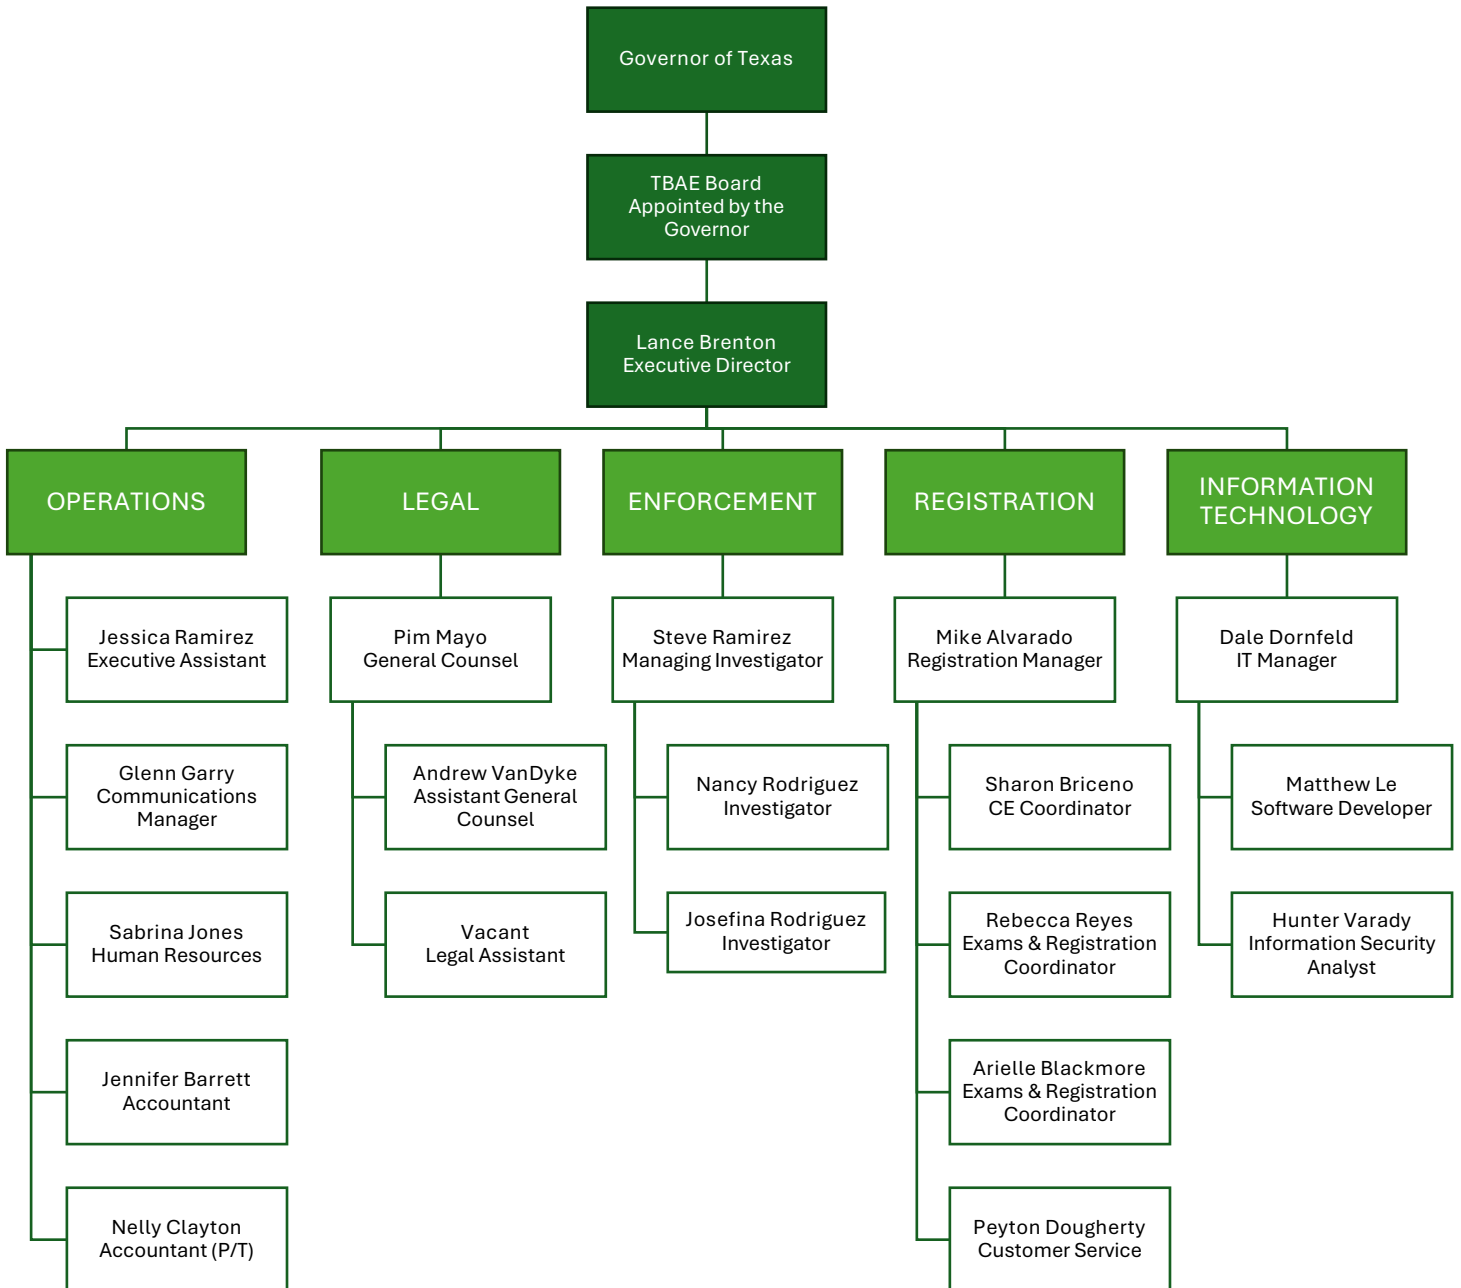 Governor of Texas
TBAE Board
Appointed by the
Governor
Lance Brenton
Executive Director
OPERATIONS
LEGAL
ENFORCEMENT
REGISTRATION
INFORMATION
TECHNOLOGY
Jessica Ramirez
Executive Assistant
Pim Mayo
General Counsel
Steve Ramirez
Managing Investigator
Mike Alvarado
Registration Manager
Dale Dornfeld
IT Manager
Glenn Garry
Communications
Manager
Andrew VanDyke
Assistant General
Counsel
Nancy Rodriguez
Investigator
Sharon Briceno
CE Coordinator
Matthew Le
Software Developer
Sabrina Jones
Human Resources
Vacant
Legal Assistant
Josefina Rodriguez
Investigator
Rebecca Reyes
Exams & Registration
Coordinator
Hunter Varady
Information Security
Analyst
Jennifer Barrett
Accountant
Arielle Blackmore
Exams & Registration
Coordinator
Nelly Clayton
Accountant (P/T)
Peyton Dougherty
Customer Service